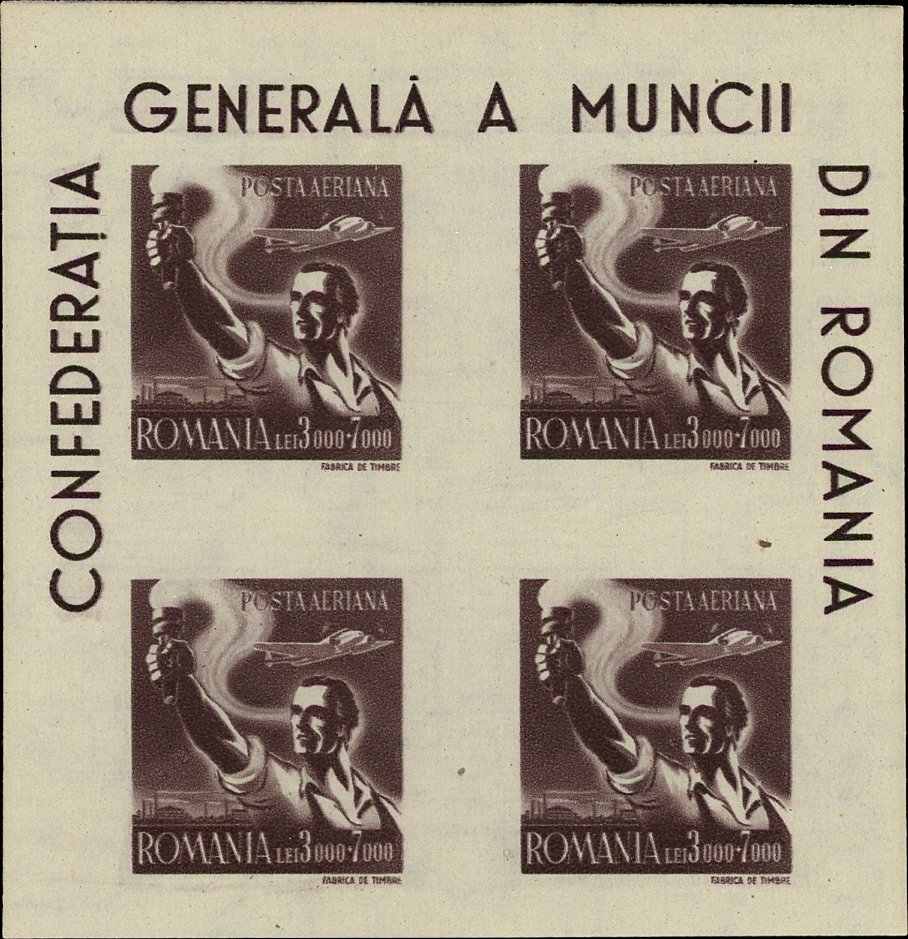 CONFEDERAȚIA
GENERALĂ A MUNCII
DIN ROMANIA
POSTA AERIANA
ROMANIA LEI 3000+7000
FABRICA DE TIMBRE
POSTA AERIANA
ROMANIA LEI 3000+7000
FABRICA DE TIMBRE
POSTA AERIANA
ROMANIA LEI 3000+7000
FABRICA DE TIMBRE
POSTA AERIANA
ROMANIA LEI 3000+7000
FABRICA DE TIMBRE